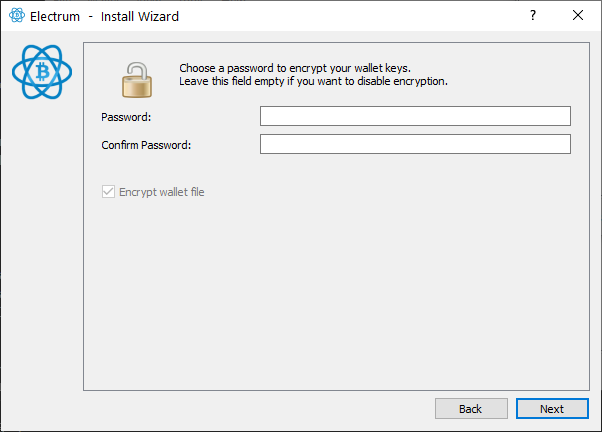 Electrum - Install Wizard
?
Choose a password to encrypt your wallet keys.
Leave this field empty if you want to disable encryption.
Password:
Confirm Password:
Encrypt wallet file
Back
Next